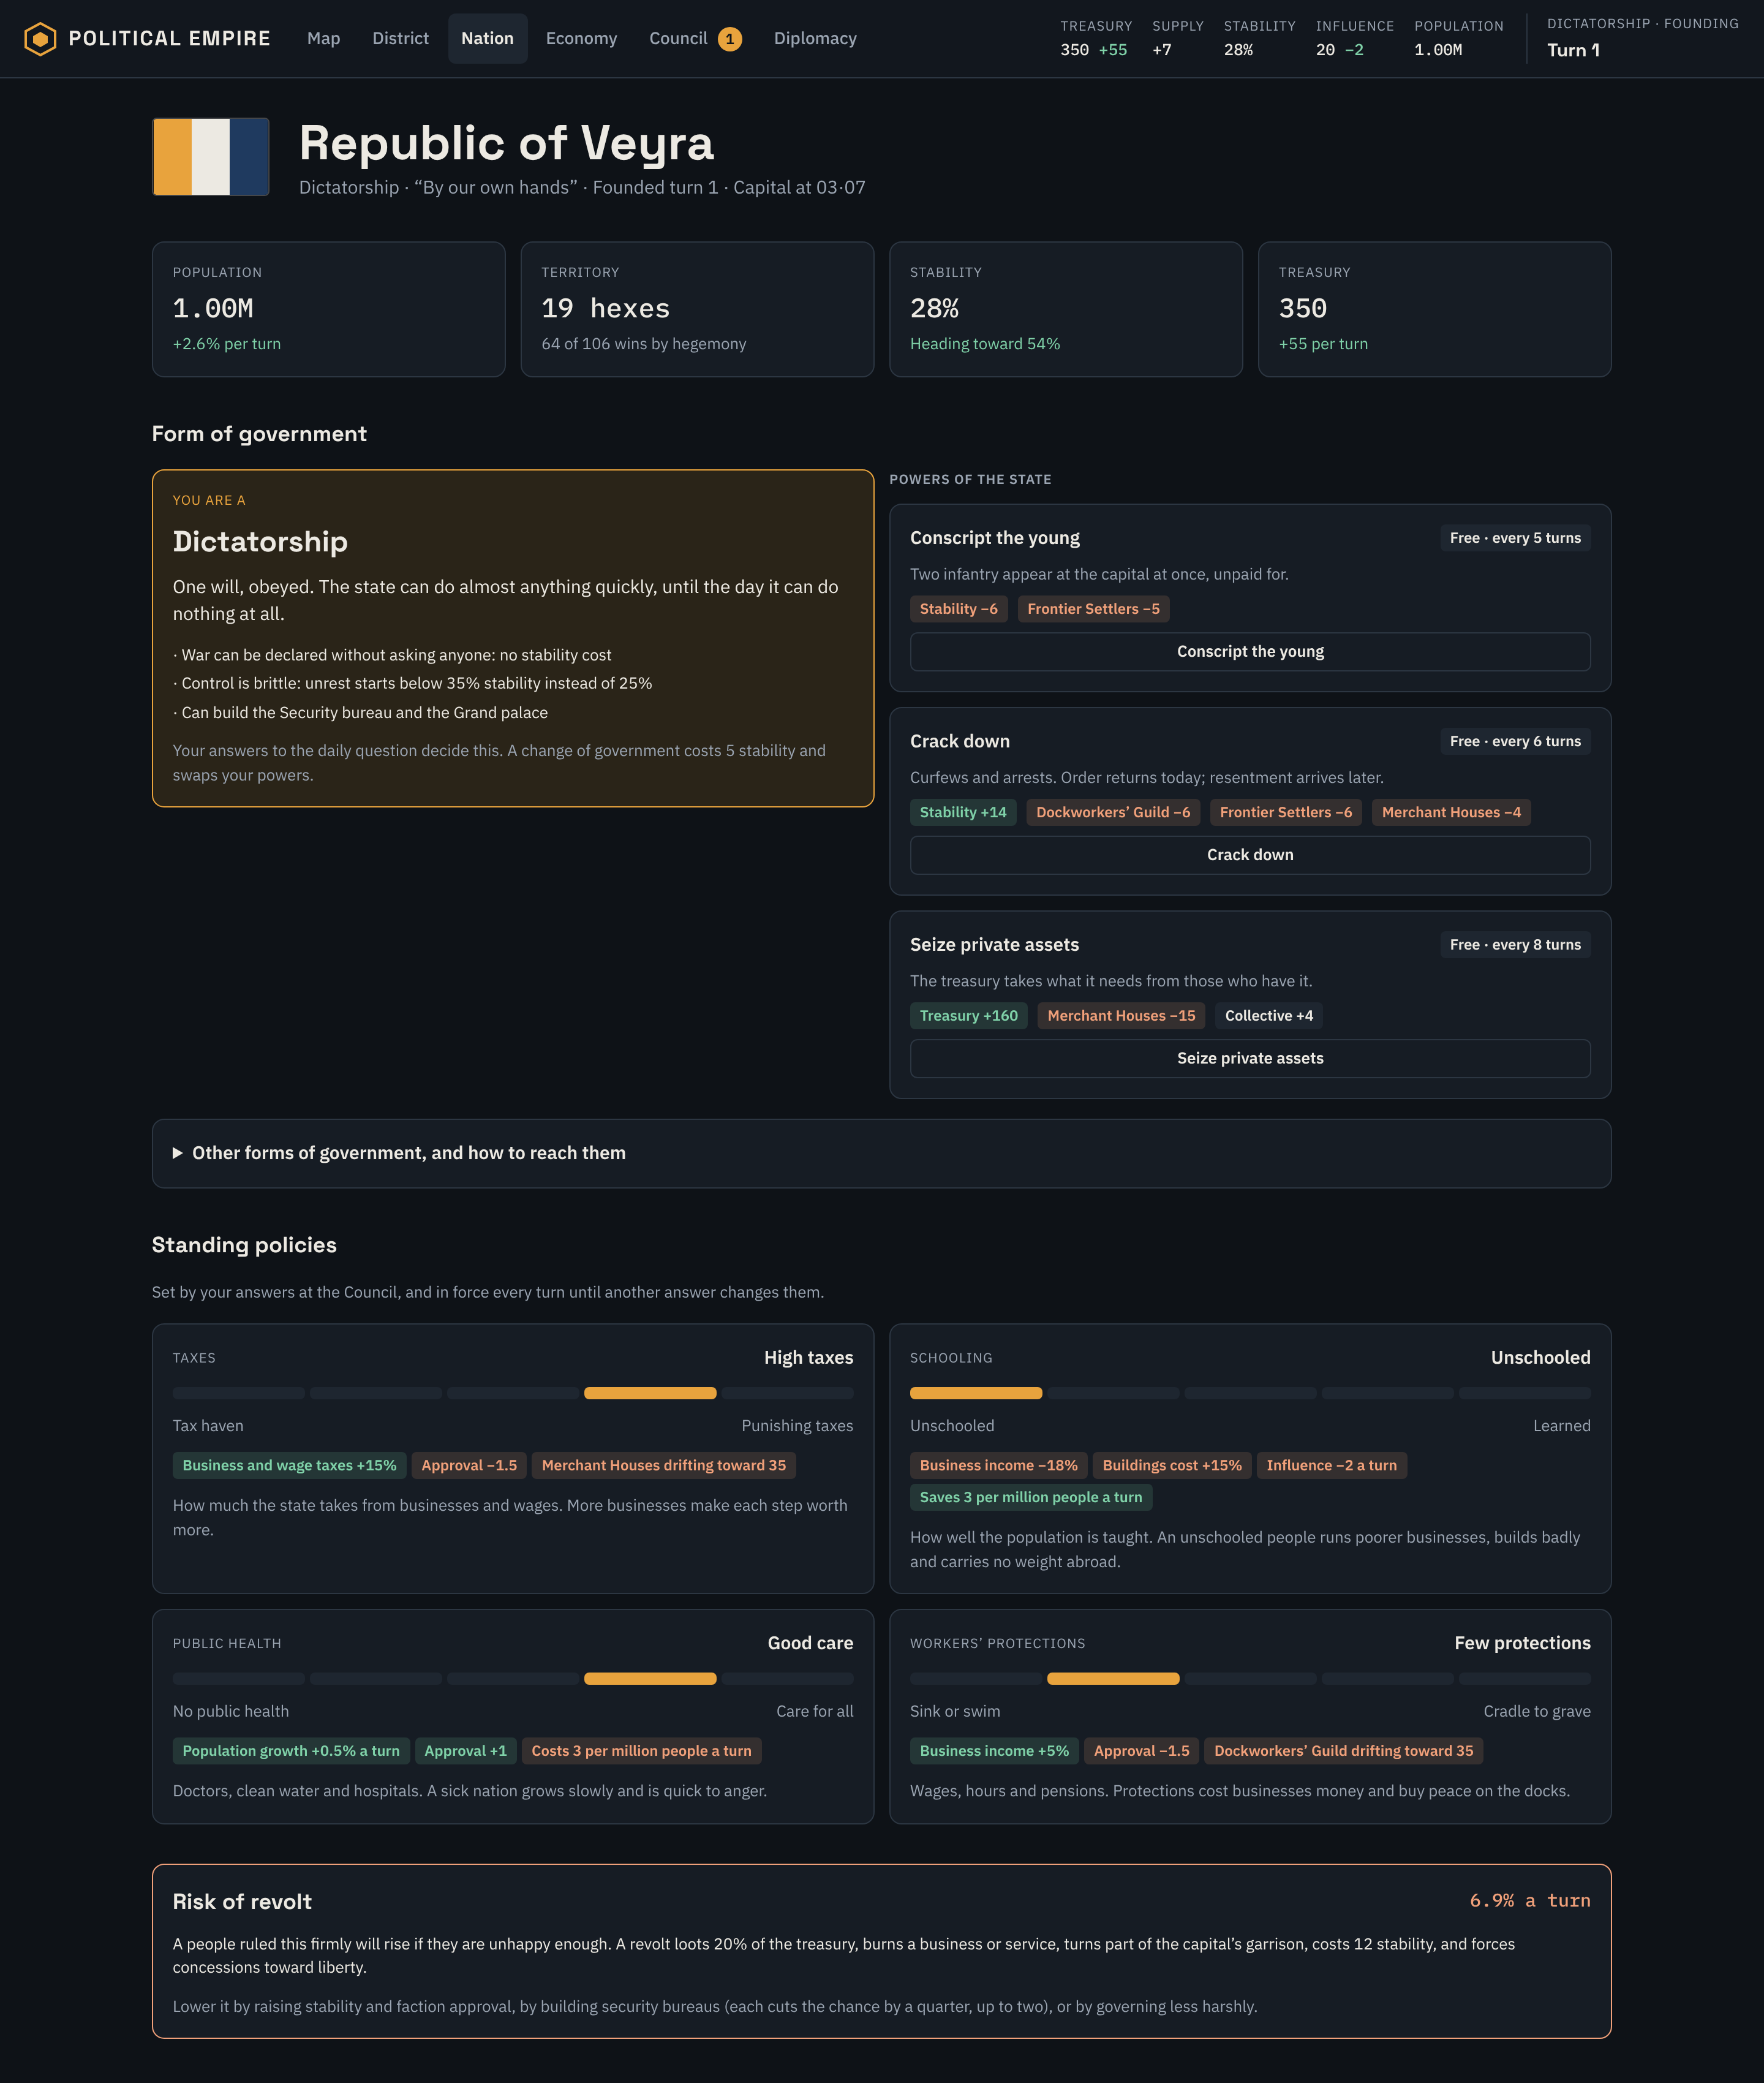 POLITICAL EMPIRE
Map
District
Nation
Economy
Council 1
Diplomacy
TREASURY
350 +55
SUPPLY
+7
STABILITY
28%
INFLUENCE
20 −2
POPULATION
1.00M
DICTATORSHIP · FOUNDING
Turn 1
Republic of Veyra
Dictatorship · “By our own hands” · Founded turn 1 · Capital at 03·07
POPULATION
1.00M
+2.6% per turn
TERRITORY
19 hexes
64 of 106 wins by hegemony
STABILITY
28%
Heading toward 54%
TREASURY
350
+55 per turn
Form of government
YOU ARE A
Dictatorship
One will, obeyed. The state can do almost anything quickly, until the day it can do
nothing at all.
· War can be declared without asking anyone: no stability cost
· Control is brittle: unrest starts below 35% stability instead of 25%
· Can build the Security bureau and the Grand palace
Your answers to the daily question decide this. A change of government costs 5 stability and
swaps your powers.
POWERS OF THE STATE
Conscript the young
Free · every 5 turns
Two infantry appear at the capital at once, unpaid for.
Stability −6
Frontier Settlers −5
Conscript the young
Crack down
Free · every 6 turns
Curfews and arrests. Order returns today; resentment arrives later.
Stability +14
Dockworkers’ Guild −6
Frontier Settlers −6
Merchant Houses −4
Crack down
Seize private assets
Free · every 8 turns
The treasury takes what it needs from those who have it.
Treasury +160
Merchant Houses −15
Collective +4
Seize private assets
Other forms of government, and how to reach them
Standing policies
Set by your answers at the Council, and in force every turn until another answer changes them.
TAXES
High taxes
Tax haven
Punishing taxes
Business and wage taxes +15%
Approval −1.5
Merchant Houses drifting toward 35
How much the state takes from businesses and wages. More businesses make each step worth
more.
SCHOOLING
Unschooled
Unschooled
Learned
Business income −18%
Buildings cost +15%
Influence −2 a turn
Saves 3 per million people a turn
How well the population is taught. An unschooled people runs poorer businesses, builds badly
and carries no weight abroad.
PUBLIC HEALTH
Good care
No public health
Care for all
Population growth +0.5% a turn
Approval +1
Costs 3 per million people a turn
Doctors, clean water and hospitals. A sick nation grows slowly and is quick to anger.
WORKERS’ PROTECTIONS
Few protections
Sink or swim
Cradle to grave
Business income +5%
Approval −1.5
Dockworkers’ Guild drifting toward 35
Wages, hours and pensions. Protections cost businesses money and buy peace on the docks.
Risk of revolt
6.9% a turn
A people ruled this firmly will rise if they are unhappy enough. A revolt loots 20% of the treasury, burns a business or service, turns part of the capital’s garrison, costs 12 stability, and forces
concessions toward liberty.
Lower it by raising stability and faction approval, by building security bureaus (each cuts the chance by a quarter, up to two), or by governing less harshly.